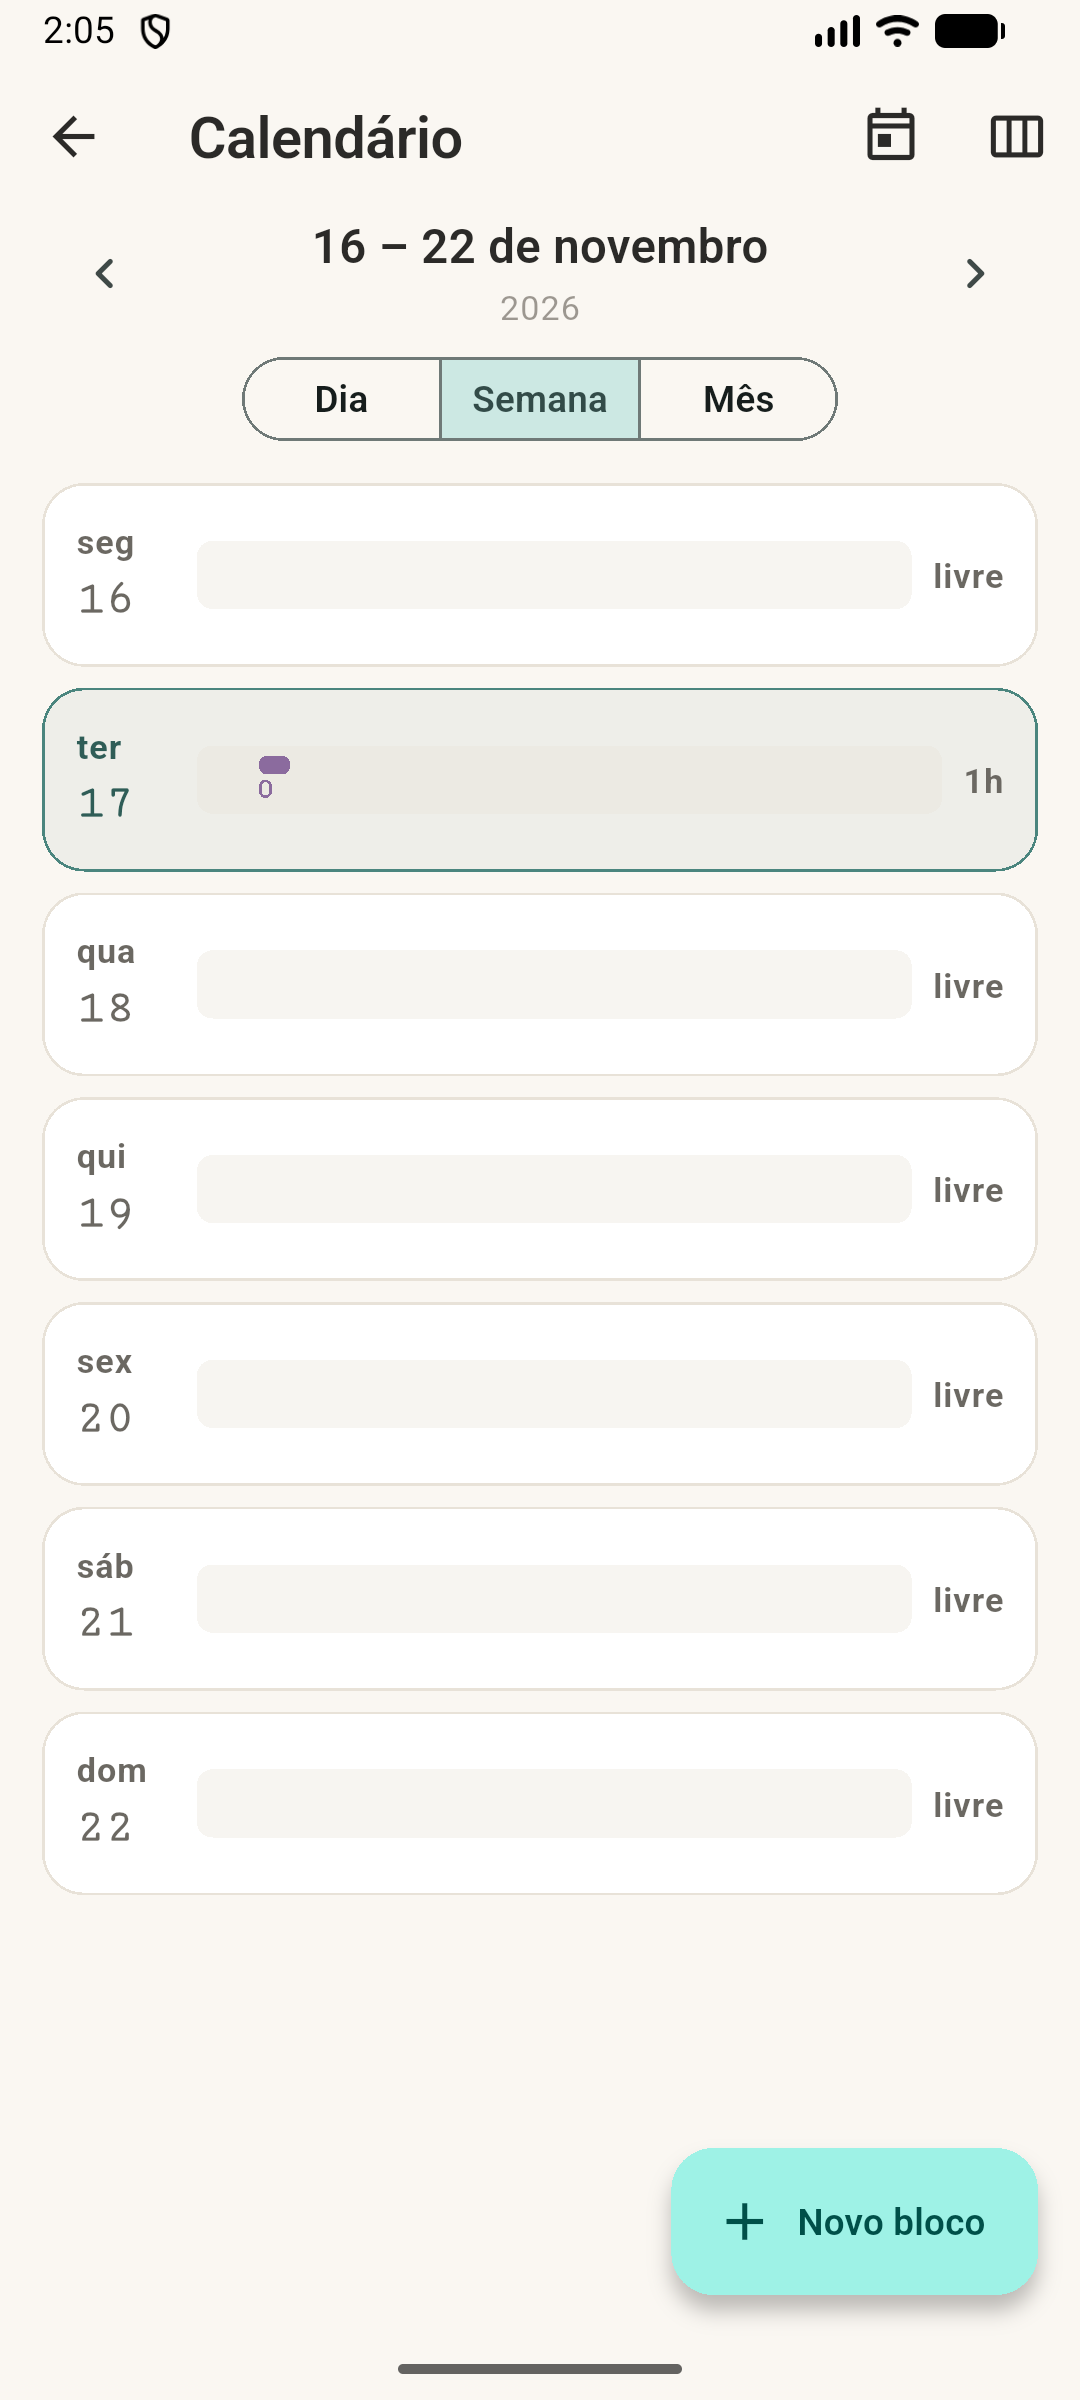 2:05
Calendário
16 – 22 de novembro
2026
Dia
Semana
Mês
seg
16
livre
ter
17
0
1h
qua
18
livre
qui
19
livre
sex
20
livre
sáb
21
livre
dom
22
livre
Novo bloco